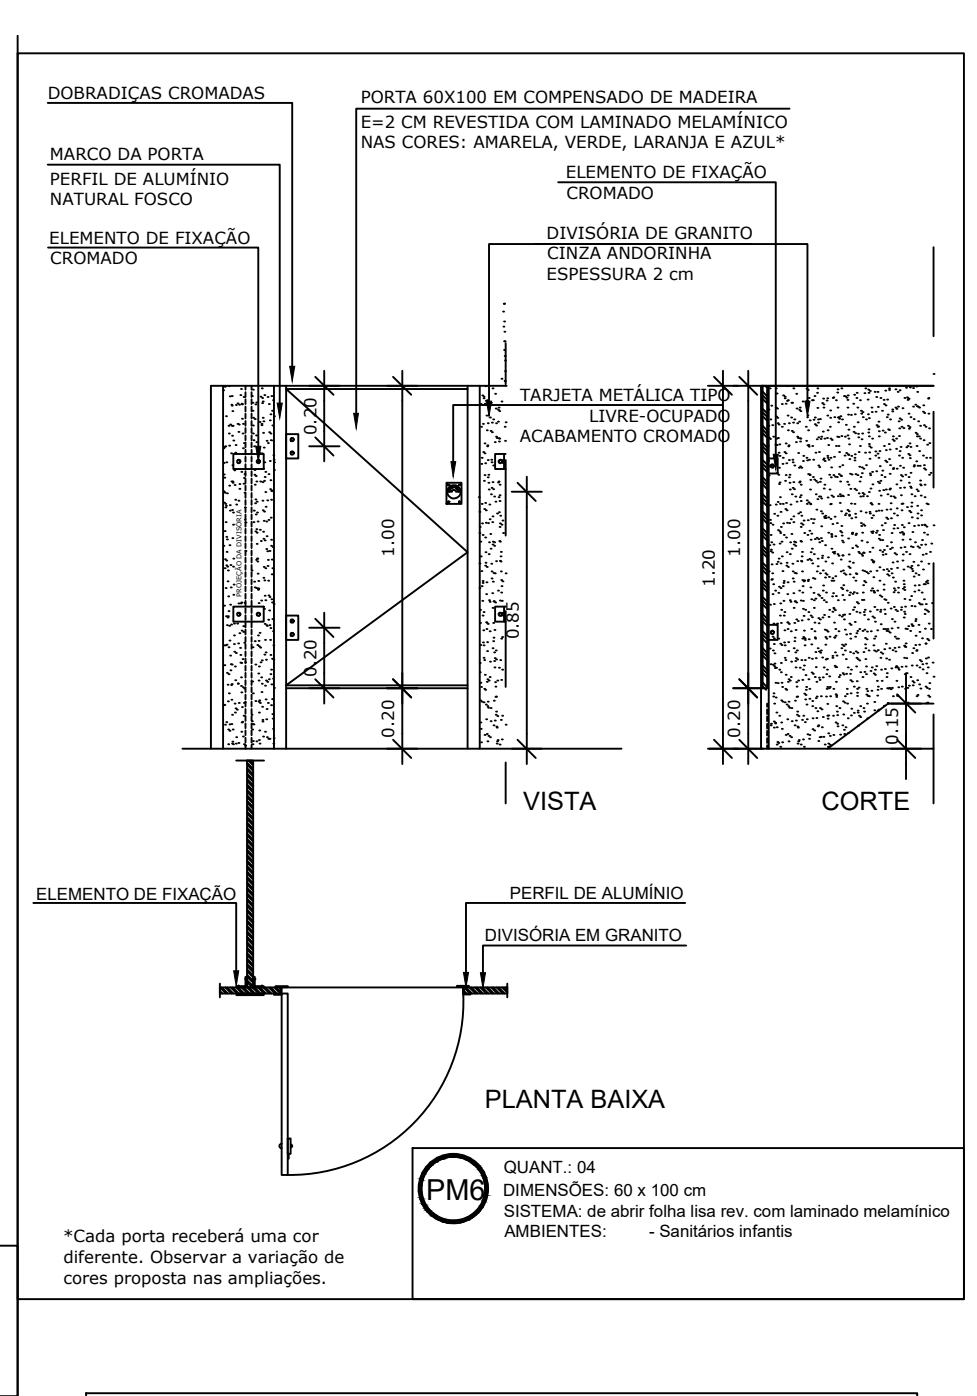 DOBRADIÇAS CROMADAS
PORTA 60X100 EM COMPENSADO DE MADEIRA
E=2 CM REVESTIDA COM LAMINADO MELAMÍNICO
NAS CORES: AMARELA, VERDE, LARANJA E AZUL*
MARCO DA PORTA
PERFIL DE ALUMÍNIO
NATURAL FOSCO
ELEMENTO DE FIXAÇÃO
CROMADO
ELEMENTO DE FIXAÇÃO
CROMADO
DIVISÓRIA DE GRANITO
CINZA ANDORINHA
ESPESSURA 2 cm
TARJETA METÁLICA TIPO
LIVRE-OCUPADO
ACABAMENTO CROMADO
0.20
PROJEÇÃO DA DIVISÓRIA
1.00
0.20
0.20
0.85
1.20
1.00
0.20
0.15
VISTA
CORTE
ELEMENTO DE FIXAÇÃO
PERFIL DE ALUMÍNIO
DIVISÓRIA EM GRANITO
PLANTA BAIXA
PM6
QUANT.: 04
DIMENSÕES: 60 x 100 cm
SISTEMA: de abrir folha lisa rev. com laminado melamínico
AMBIENTES: - Sanitários infantis
*Cada porta receberá uma cor
diferente. Observar a variação de
cores proposta nas ampliações.